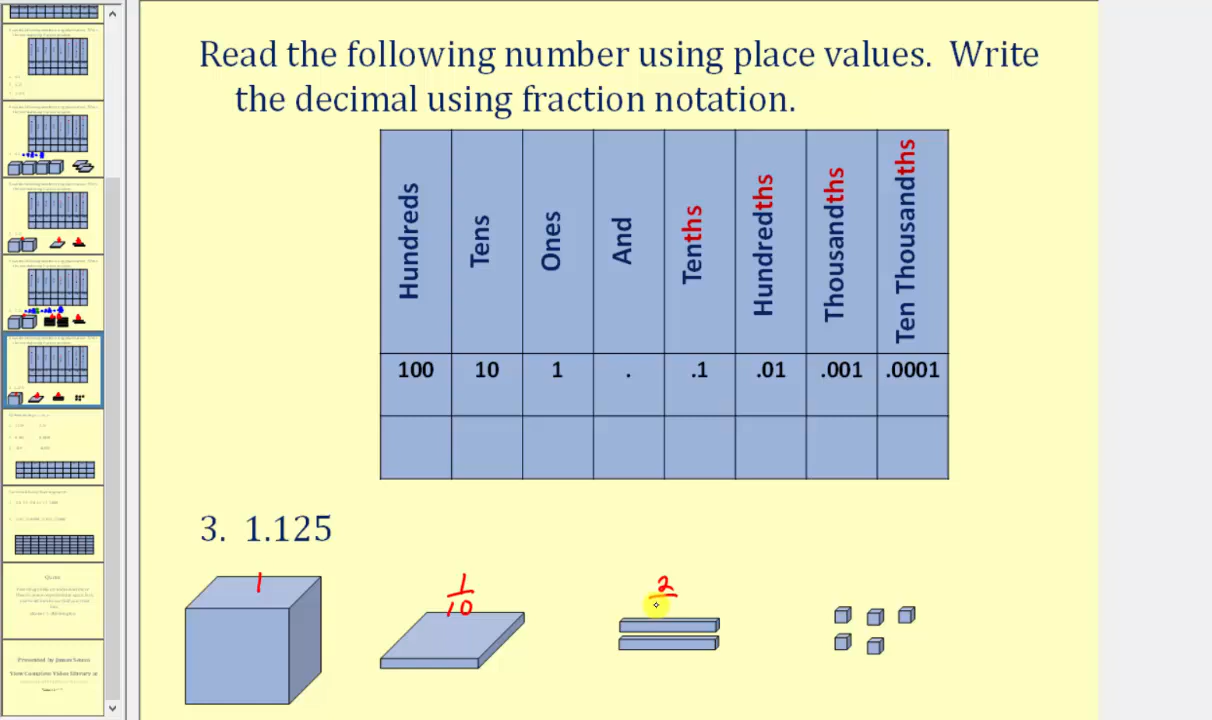 Read the following number using place values. Write
the decimal using fraction notation.
Hundreds Tens Ones And Tenths Hundredths Thousandths Ten Thousandths
100 10 1 . .1 .01 .001 .0001
3. 1.125
1 1/10 2